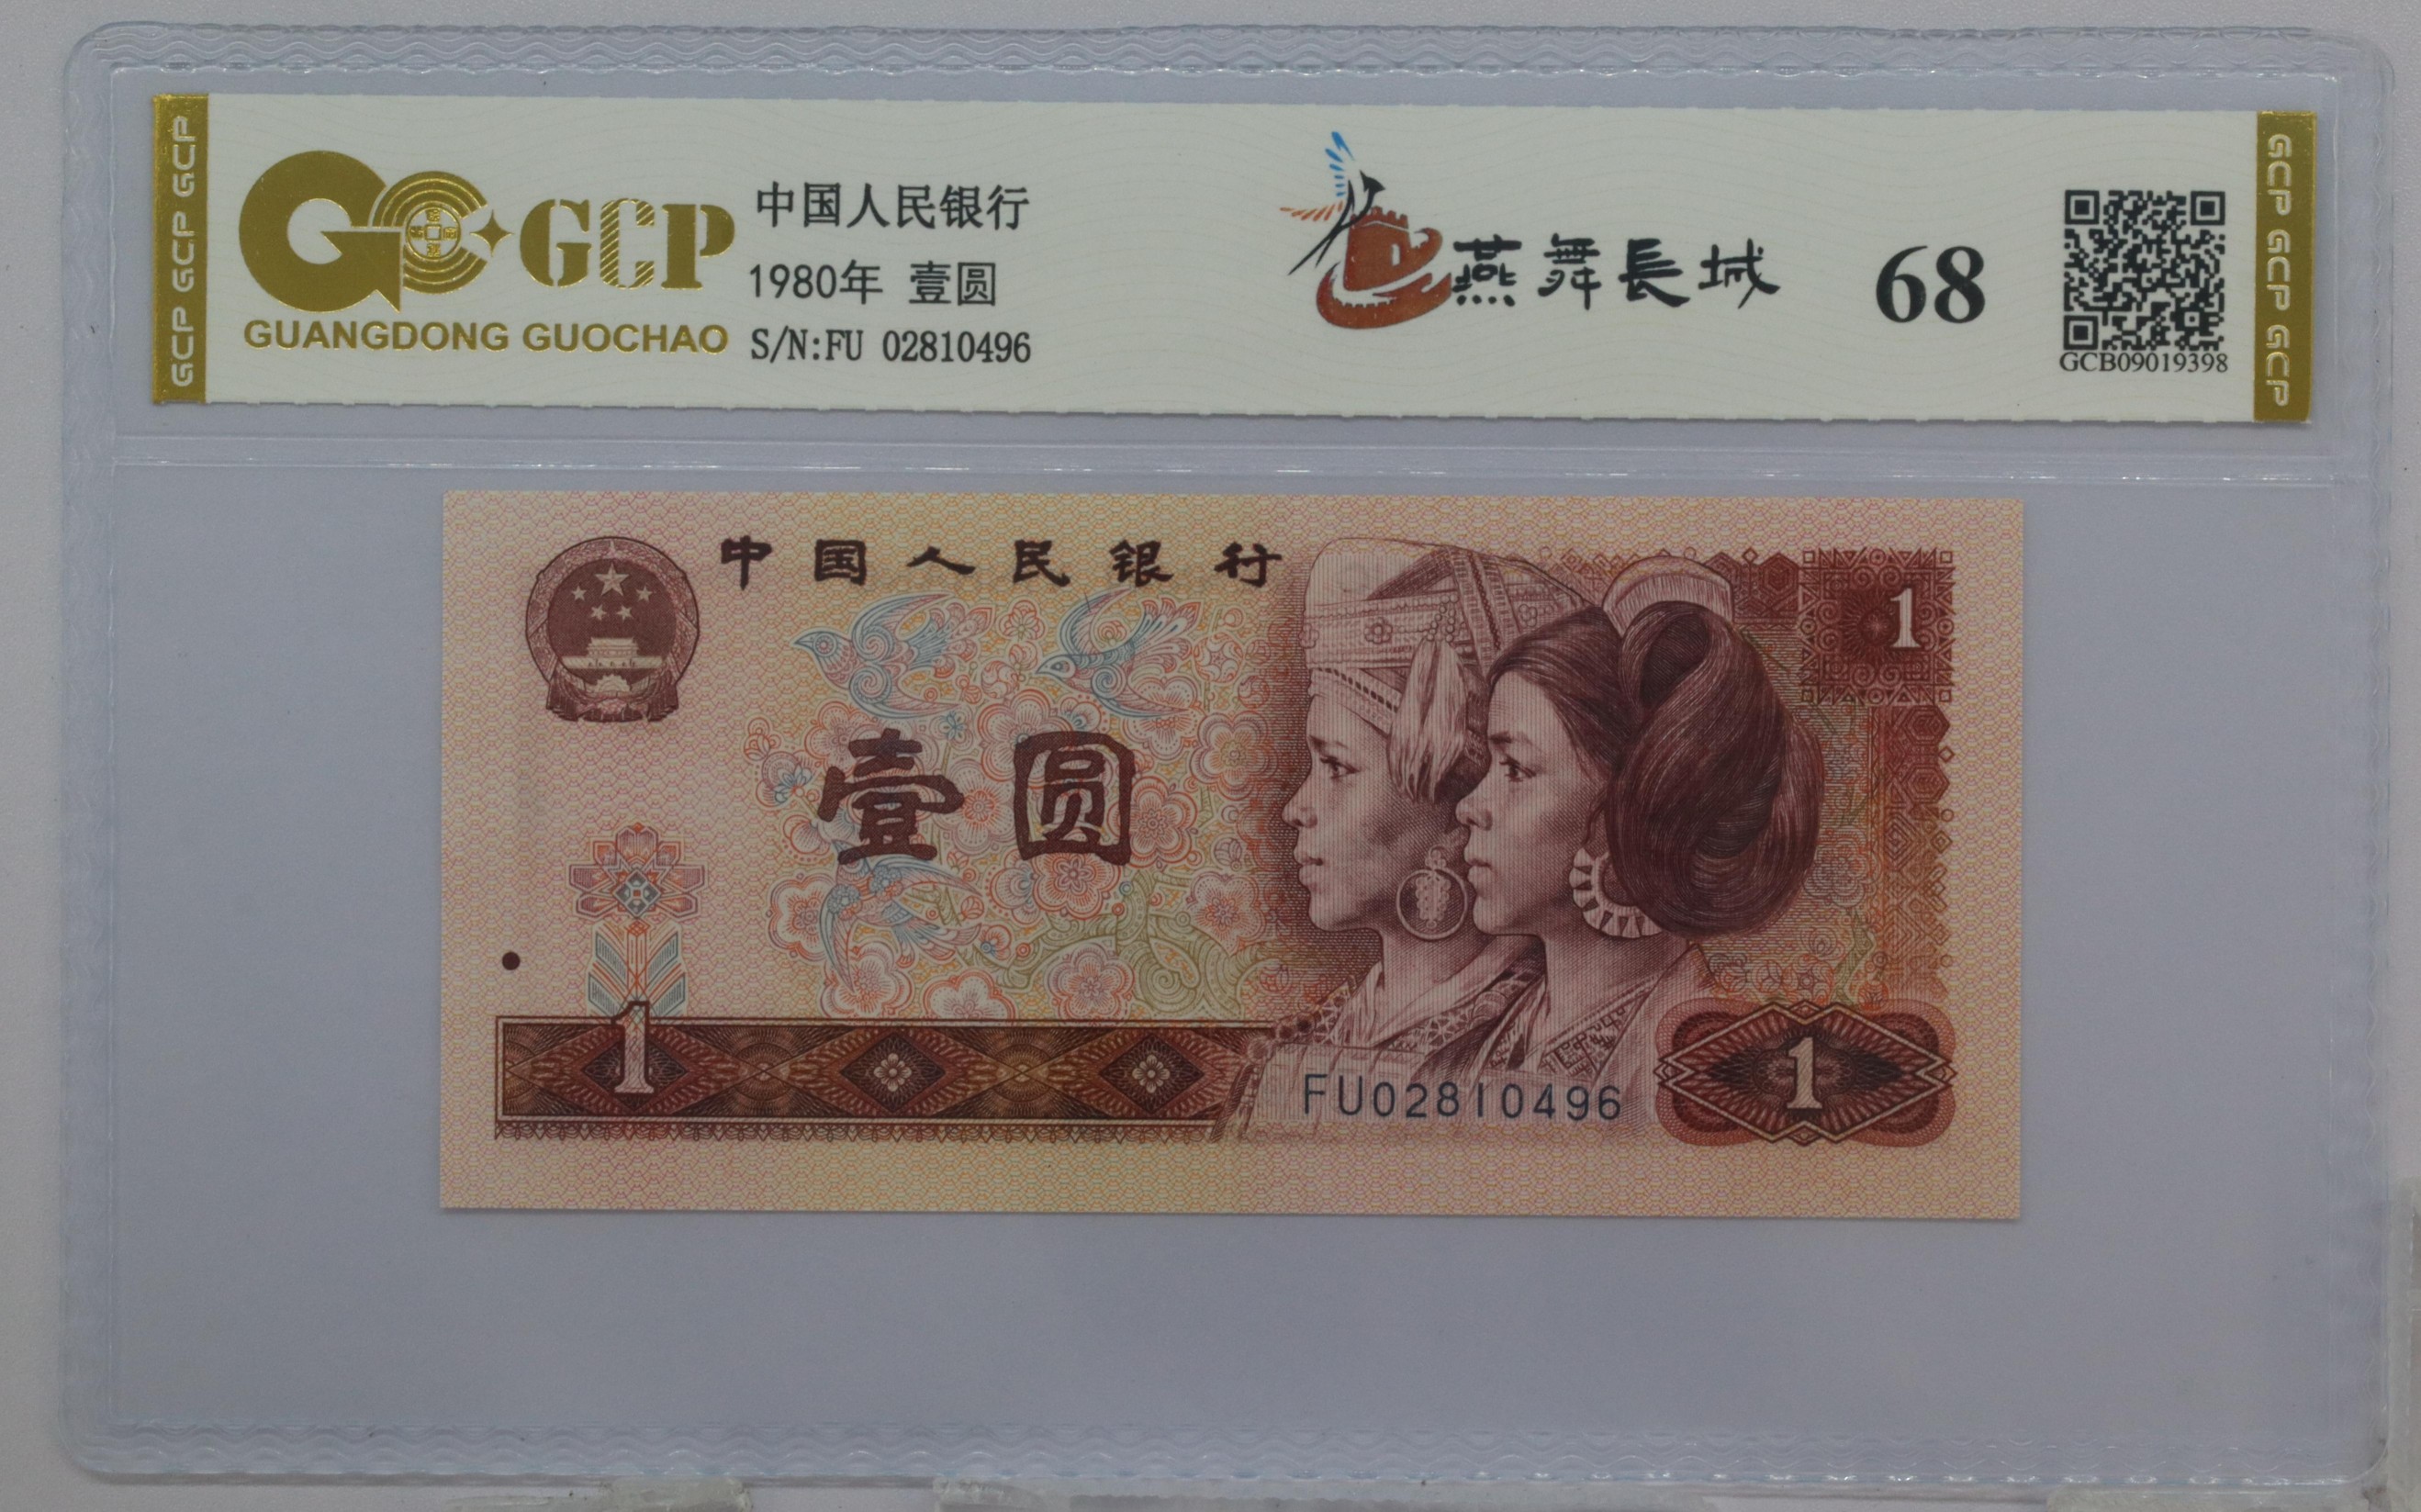 GCP GCP GCP
GCP
GUANGDONG GUOCHAO
中国人民银行
1980年 壹圆
S/N:FU 02810496
燕舞長城
68
GCB09019398
GCP GCP GCP
中国人民银行
1
壹圆
1
FU02810496
1